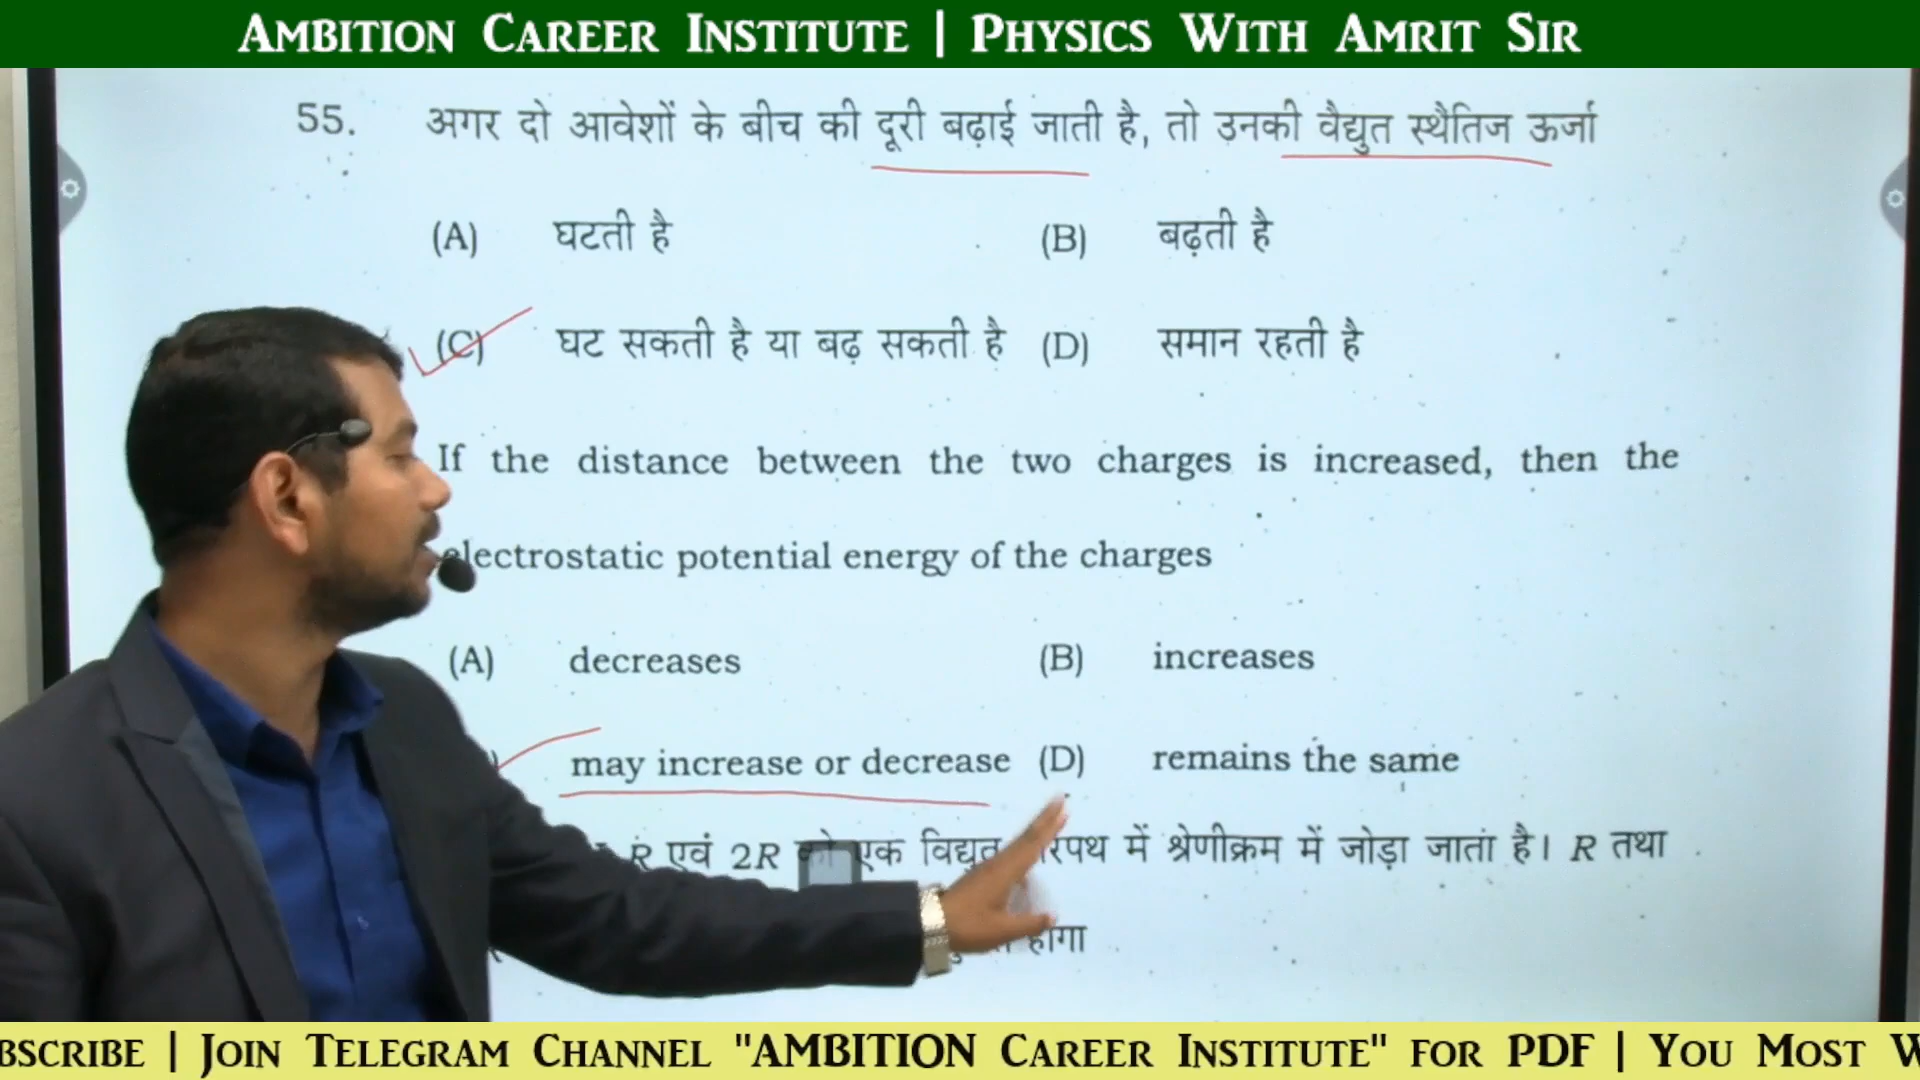 AMBITION CAREER INSTITUTE | PHYSICS WITH AMRIT SIR
55. अगर दो आवेशों के बीच की दूरी बढ़ाई जाती है, तो उनकी वैद्युत स्थैतिज ऊर्जा
(A) घटती है (B) बढ़ती है
(C) घट सकती है या बढ़ सकती है (D) समान रहती है
If the distance between the two charges is increased, then the
electrostatic potential energy of the charges
(A) decreases (B) increases
may increase or decrease (D) remains the same
R एवं 2R को एक विद्युत में श्रेणीक्रम में जोड़ा जाता है। R तथा
होगा
BSCRIBE | JOIN TELEGRAM CHANNEL "AMBITION CAREER INSTITUTE" FOR PDF | YOU MOST W